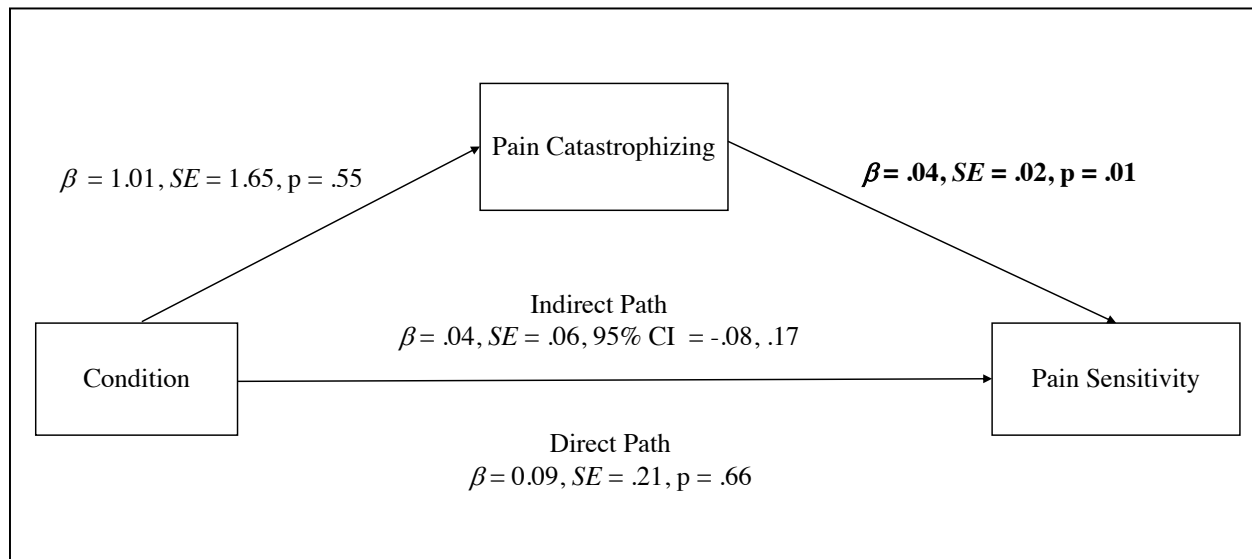 Pain Catastrophizing
β = 1.01, SE = 1.65, p = .55
β = .04, SE = .02, p = .01
Indirect Path
β = .04, SE = .06, 95% CI = -.08, .17
Condition
Pain Sensitivity
Direct Path
β = 0.09, SE = .21, p = .66